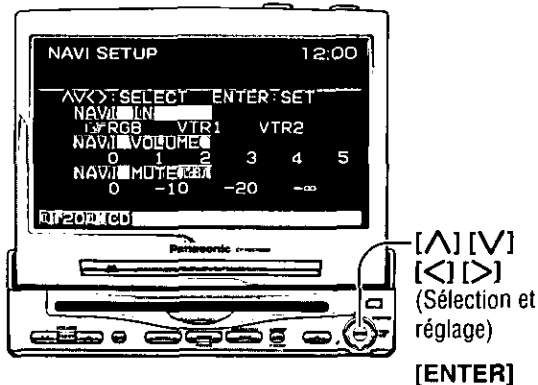 NAVI SETUP 12:00
∧∨<>:SELECT ENTER:SET
NAVI IN
☞RGB VTR1 VTR2
NAVI VOLUME
0 1 2 3 4 5
NAVI MUTE
0 -10 -20 -∞
CD
Panasonic
[∧] [∨]
[<] [>]
(Sélection et
réglage)
[ENTER]